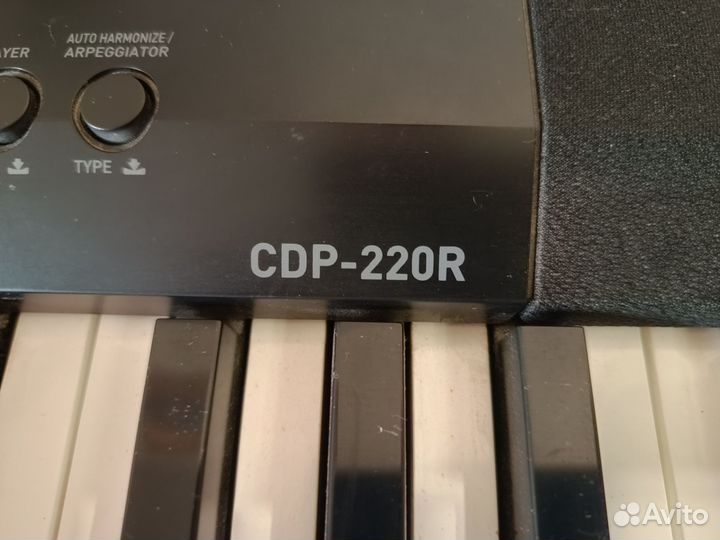 AUTO HARMONIZE/
AYER ARPEGGIATOR
TYPE
CDP-220R
Avito